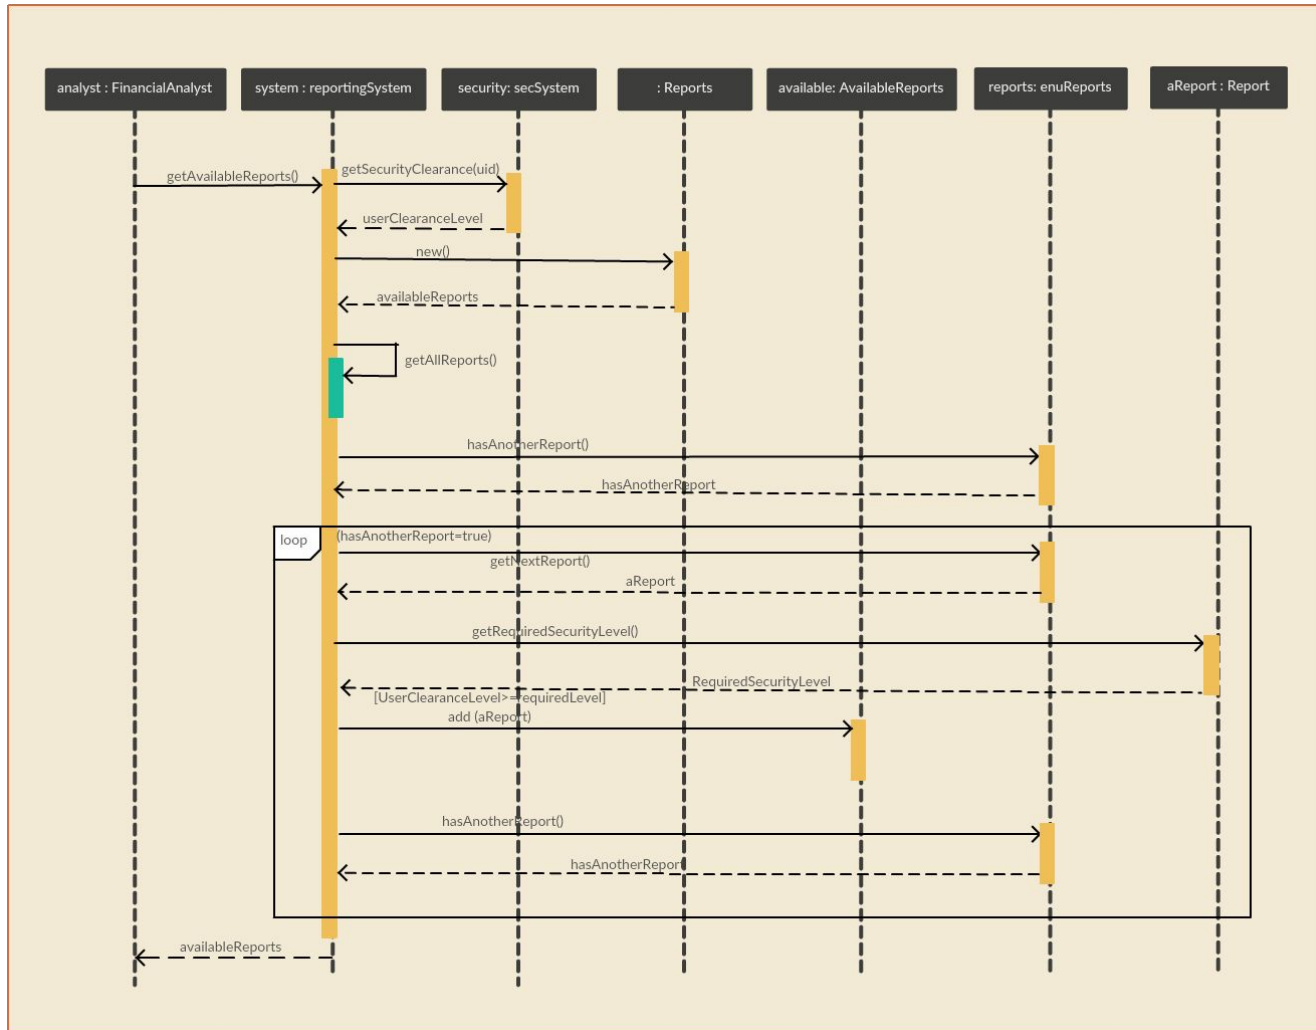 analyst : FinancialAnalyst
system : reportingSystem
security: secSystem
: Reports
available: AvailableReports
reports: enuReports
aReport : Report
getAvailableReports()
getSecurityClearance(uid)
userClearanceLevel
new()
availableReports
getAllReports()
hasAnotherReport()
hasAnotherReport
loop
(hasAnotherReport=true)
getNextReport()
aReport
getRequiredSecurityLevel()
RequiredSecurityLevel
[UserClearanceLevel>=requiredLevel]
add (aReport)
hasAnotherReport()
hasAnotherReport
availableReports